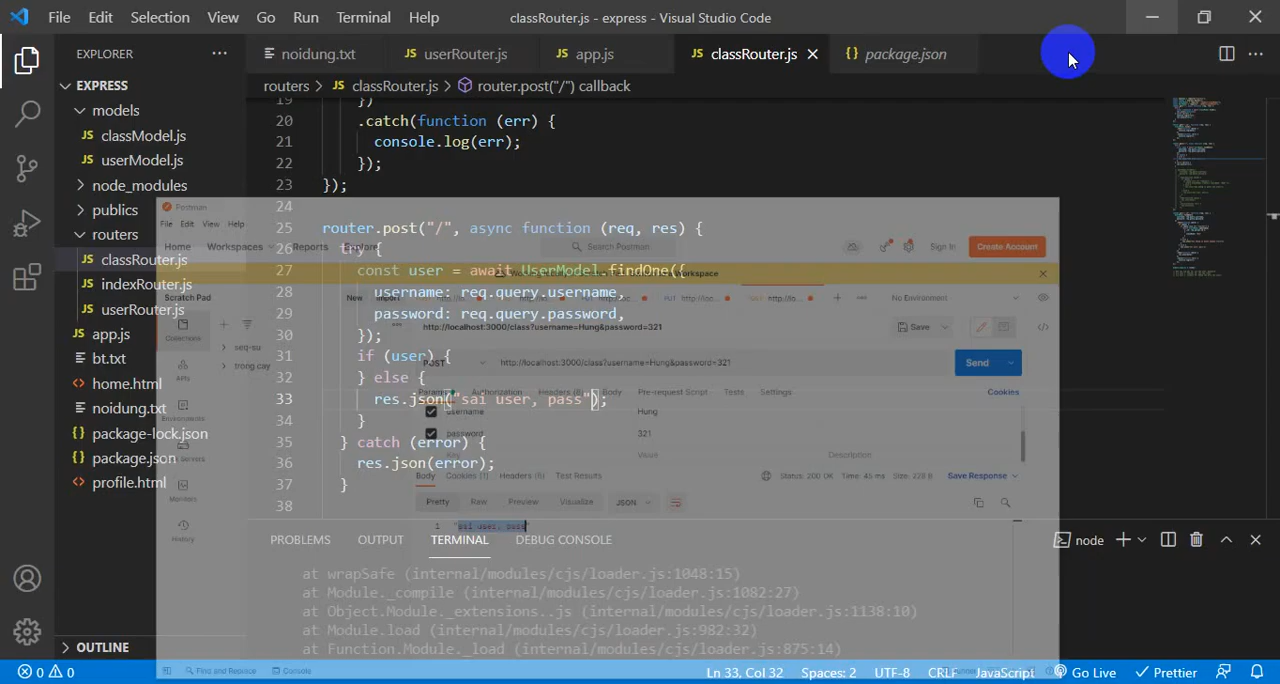 File Edit Selection View Go Run Terminal Help
classRouter.js - express - Visual Studio Code
EXPLORER
noidung.txt
userRouter.js
app.js
classRouter.js
package.json
routers > classRouter.js > router.post("/") callback
EXPRESS
models
classModel.js
userModel.js
node_modules
publics
routers
classRouter.js
indexRouter.js
userRouter.js
app.js
bt.txt
home.html
noidung.txt
package-lock.json
package.json
profile.html
OUTLINE
19 })
20 .catch(function (err) {
21 console.log(err);
22 });
23 });
24
25 router.post("/", async function (req, res) {
26 try {
27 const user = await UserModel.findOne({
28 username: req.query.username,
29 password: req.query.password,
30 });
31 if (user) {
32 } else {
33 res.json("sai user, pass");
34 }
35 } catch (error) {
36 res.json(error);
37 }
38
Postman
File Edit View Help
Home Workspaces Reports Explore
Search Postman
Sign In
Create Account
Scratch Pad
New Import
No Environment
Collections
seq-su
trong cay
APIs
Environments
Monitors
History
http://localhost:3000/class?username=Hung&password=321
Save
POST
http://localhost:3000/class?username=Hung&password=321
Send
Params Authorization Headers Body Pre-request Script Tests Settings
Cookies
username Hung
password 321
Key Value Description
Body Cookies (1) Headers (8) Test Results
Status: 200 OK Time: 45 ms Size: 228 B
Save Response
Pretty Raw Preview Visualize JSON
1 "sai user, pass"
Find and Replace Console
PROBLEMS OUTPUT TERMINAL DEBUG CONSOLE
node
at wrapSafe (internal/modules/cjs/loader.js:1048:15)
at Module._compile (internal/modules/cjs/loader.js:1082:27)
at Object.Module._extensions..js (internal/modules/cjs/loader.js:1138:10)
at Module.load (internal/modules/cjs/loader.js:982:32)
at Function.Module._load (internal/modules/cjs/loader.js:875:14)
0 0
Ln 33, Col 32 Spaces: 2 UTF-8 CRLF JavaScript Go Live Prettier